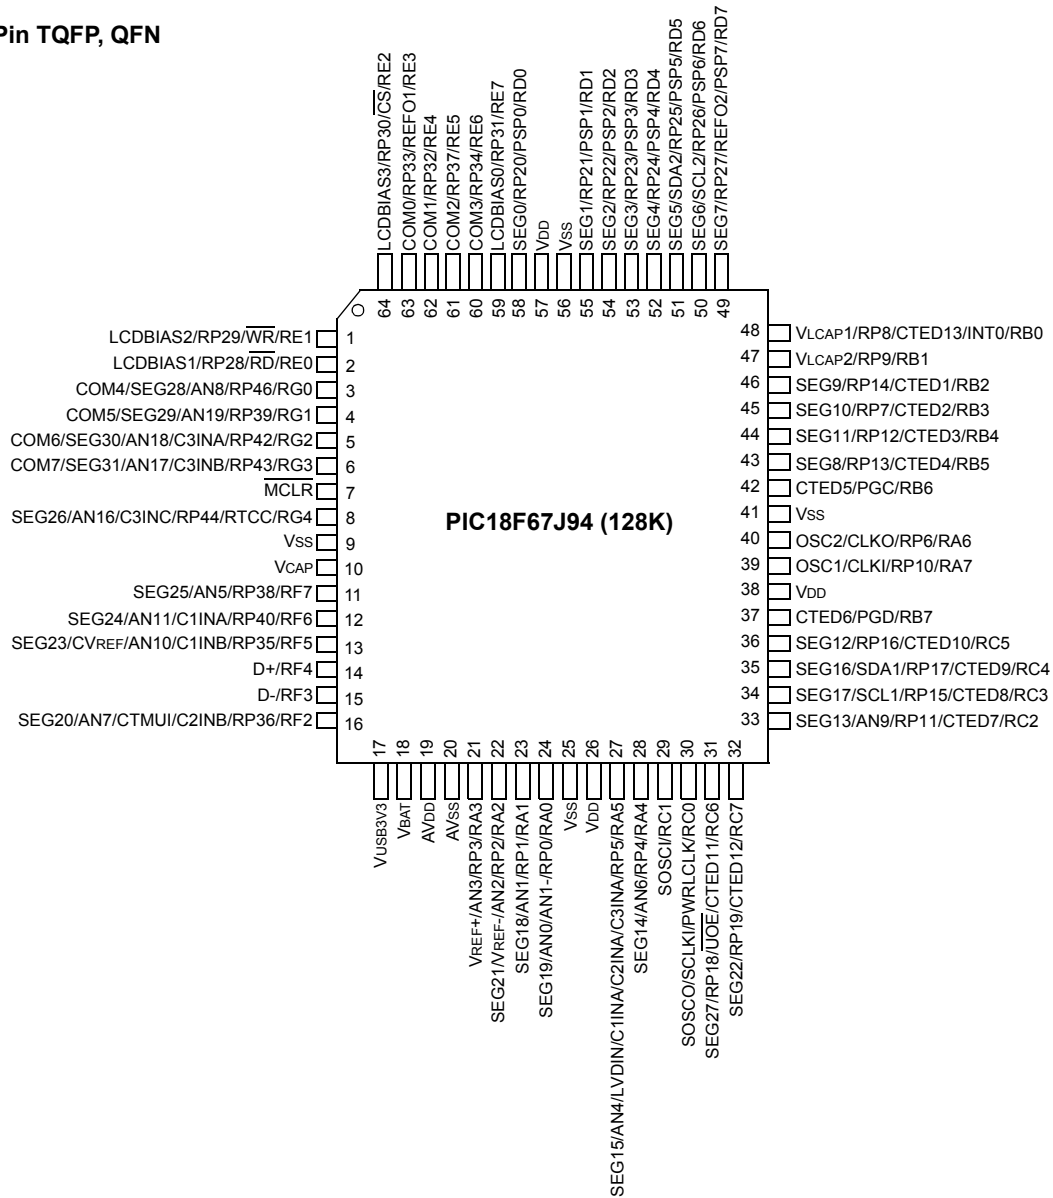 Pin TQFP, QFN
LCDBIAS3/RP30/CS/RE2
COM0/RP33/REFO1/RE3
COM1/RP32/RE4
COM2/RP37/RE5
COM3/RP34/RE6
LCDBIAS0/RP31/RE7
SEG0/RP20/PSP0/RD0
VDD
VSS
SEG1/RP21/PSP1/RD1
SEG2/RP22/PSP2/RD2
SEG3/RP23/PSP3/RD3
SEG4/RP24/PSP4/RD4
SEG5/SDA2/RP25/PSP5/RD5
SEG6/SCL2/RP26/PSP6/RD6
SEG7/RP27/REFO2/PSP7/RD7
64 63 62 61 60 59 58 57 56 55 54 53 52 51 50 49
LCDBIAS2/RP29/WR/RE1 1
LCDBIAS1/RP28/RD/RE0 2
COM4/SEG28/AN8/RP46/RG0 3
COM5/SEG29/AN19/RP39/RG1 4
COM6/SEG30/AN18/C3INA/RP42/RG2 5
COM7/SEG31/AN17/C3INB/RP43/RG3 6
MCLR 7
SEG26/AN16/C3INC/RP44/RTCC/RG4 8
VSS 9
VCAP 10
SEG25/AN5/RP38/RF7 11
SEG24/AN11/C1INA/RP40/RF6 12
SEG23/CVREF/AN10/C1INB/RP35/RF5 13
D+/RF4 14
D-/RF3 15
SEG20/AN7/CTMUI/C2INB/RP36/RF2 16
PIC18F67J94 (128K)
48 VLCAP1/RP8/CTED13/INT0/RB0
47 VLCAP2/RP9/RB1
46 SEG9/RP14/CTED1/RB2
45 SEG10/RP7/CTED2/RB3
44 SEG11/RP12/CTED3/RB4
43 SEG8/RP13/CTED4/RB5
42 CTED5/PGC/RB6
41 VSS
40 OSC2/CLKO/RP6/RA6
39 OSC1/CLKI/RP10/RA7
38 VDD
37 CTED6/PGD/RB7
36 SEG12/RP16/CTED10/RC5
35 SEG16/SDA1/RP17/CTED9/RC4
34 SEG17/SCL1/RP15/CTED8/RC3
33 SEG13/AN9/RP11/CTED7/RC2
17 18 19 20 21 22 23 24 25 26 27 28 29 30 31 32
VUSB3V3
VBAT
AVDD
AVSS
VREF+/AN3/RP3/RA3
SEG21/VREF-/AN2/RP2/RA2
SEG18/AN1/RP1/RA1
SEG19/AN0/AN1-/RP0/RA0
VSS
VDD
SEG15/AN4/LVDIN/C1INA/C2INA/C3INA/RP5/RA5
SEG14/AN6/RP4/RA4
SOSCI/RC1
SOSCO/SCLKI/PWRLCLK/RC0
SEG27/RP18/UOE/CTED11/RC6
SEG22/RP19/CTED12/RC7